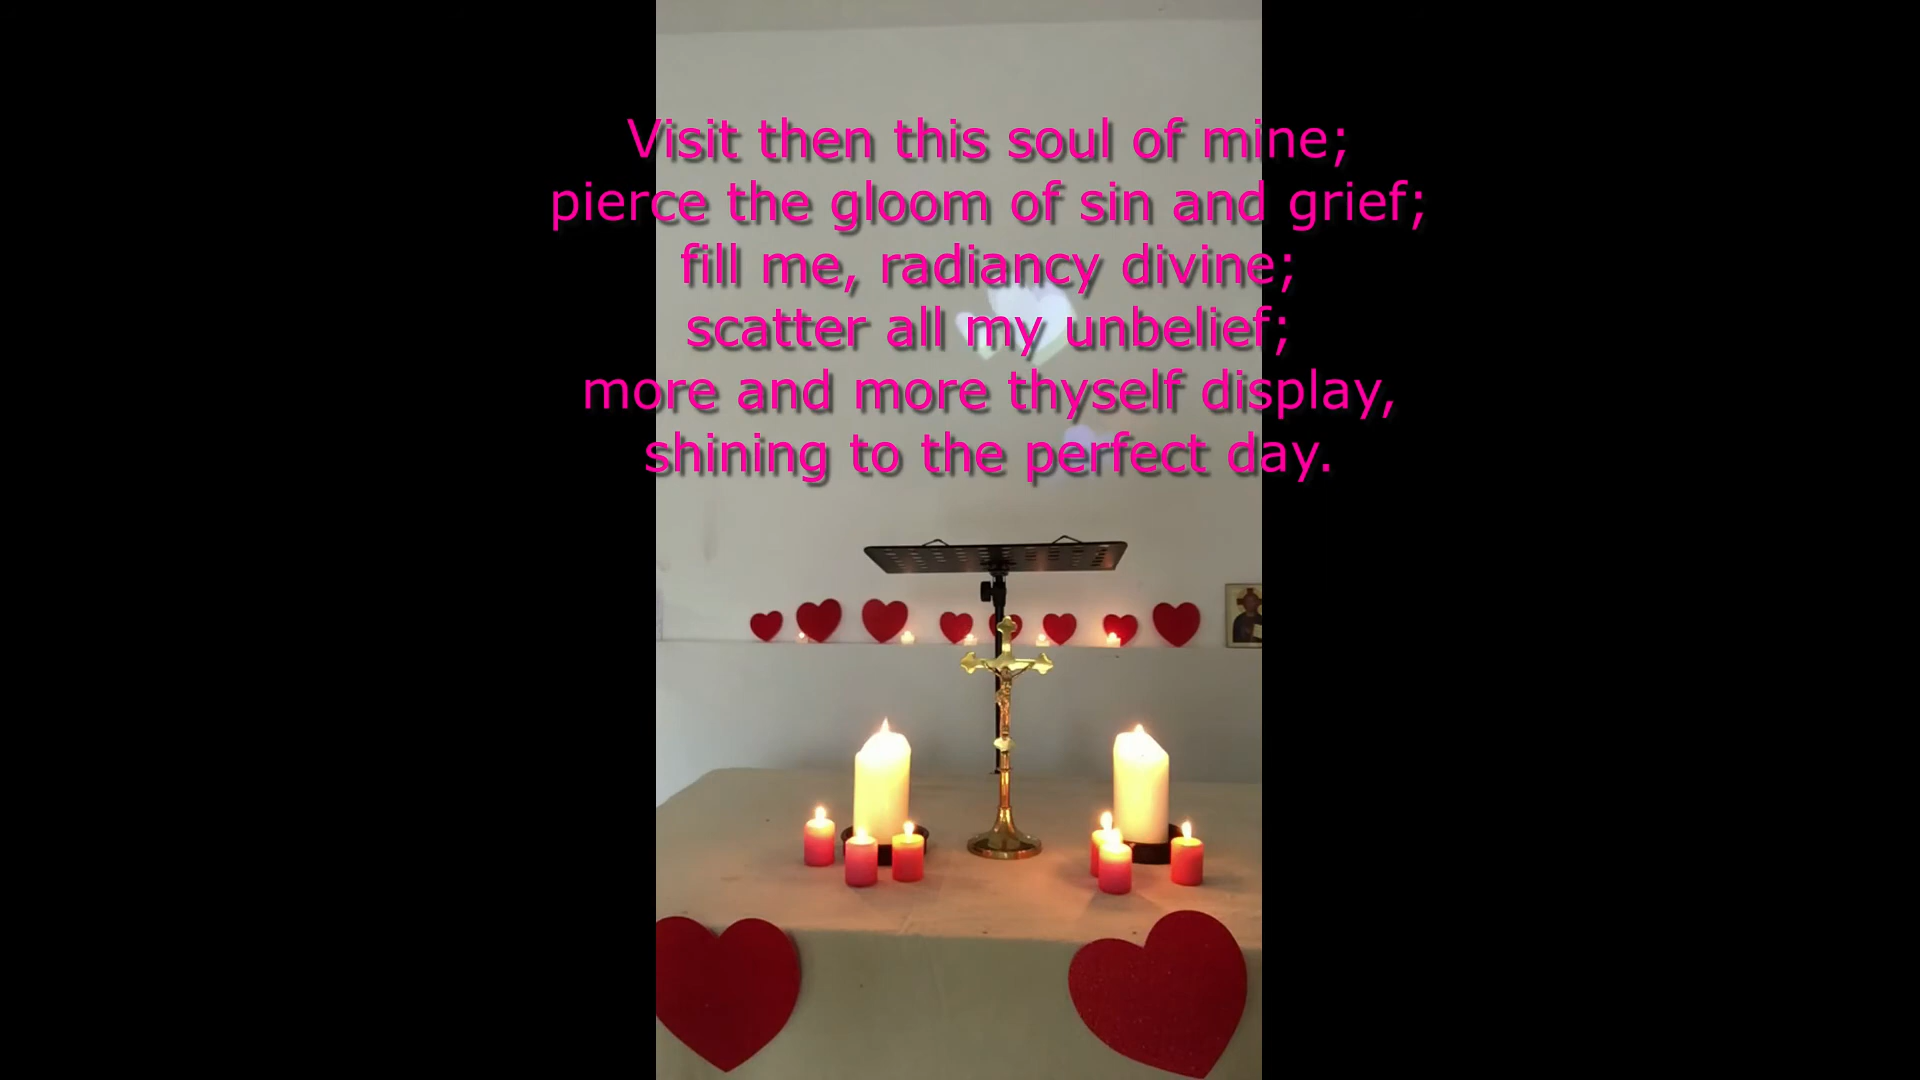 Visit then this soul of mine;
pierce the gloom of sin and grief;
fill me, radiancy divine;
scatter all my unbelief;
more and more thyself display,
shining to the perfect day.